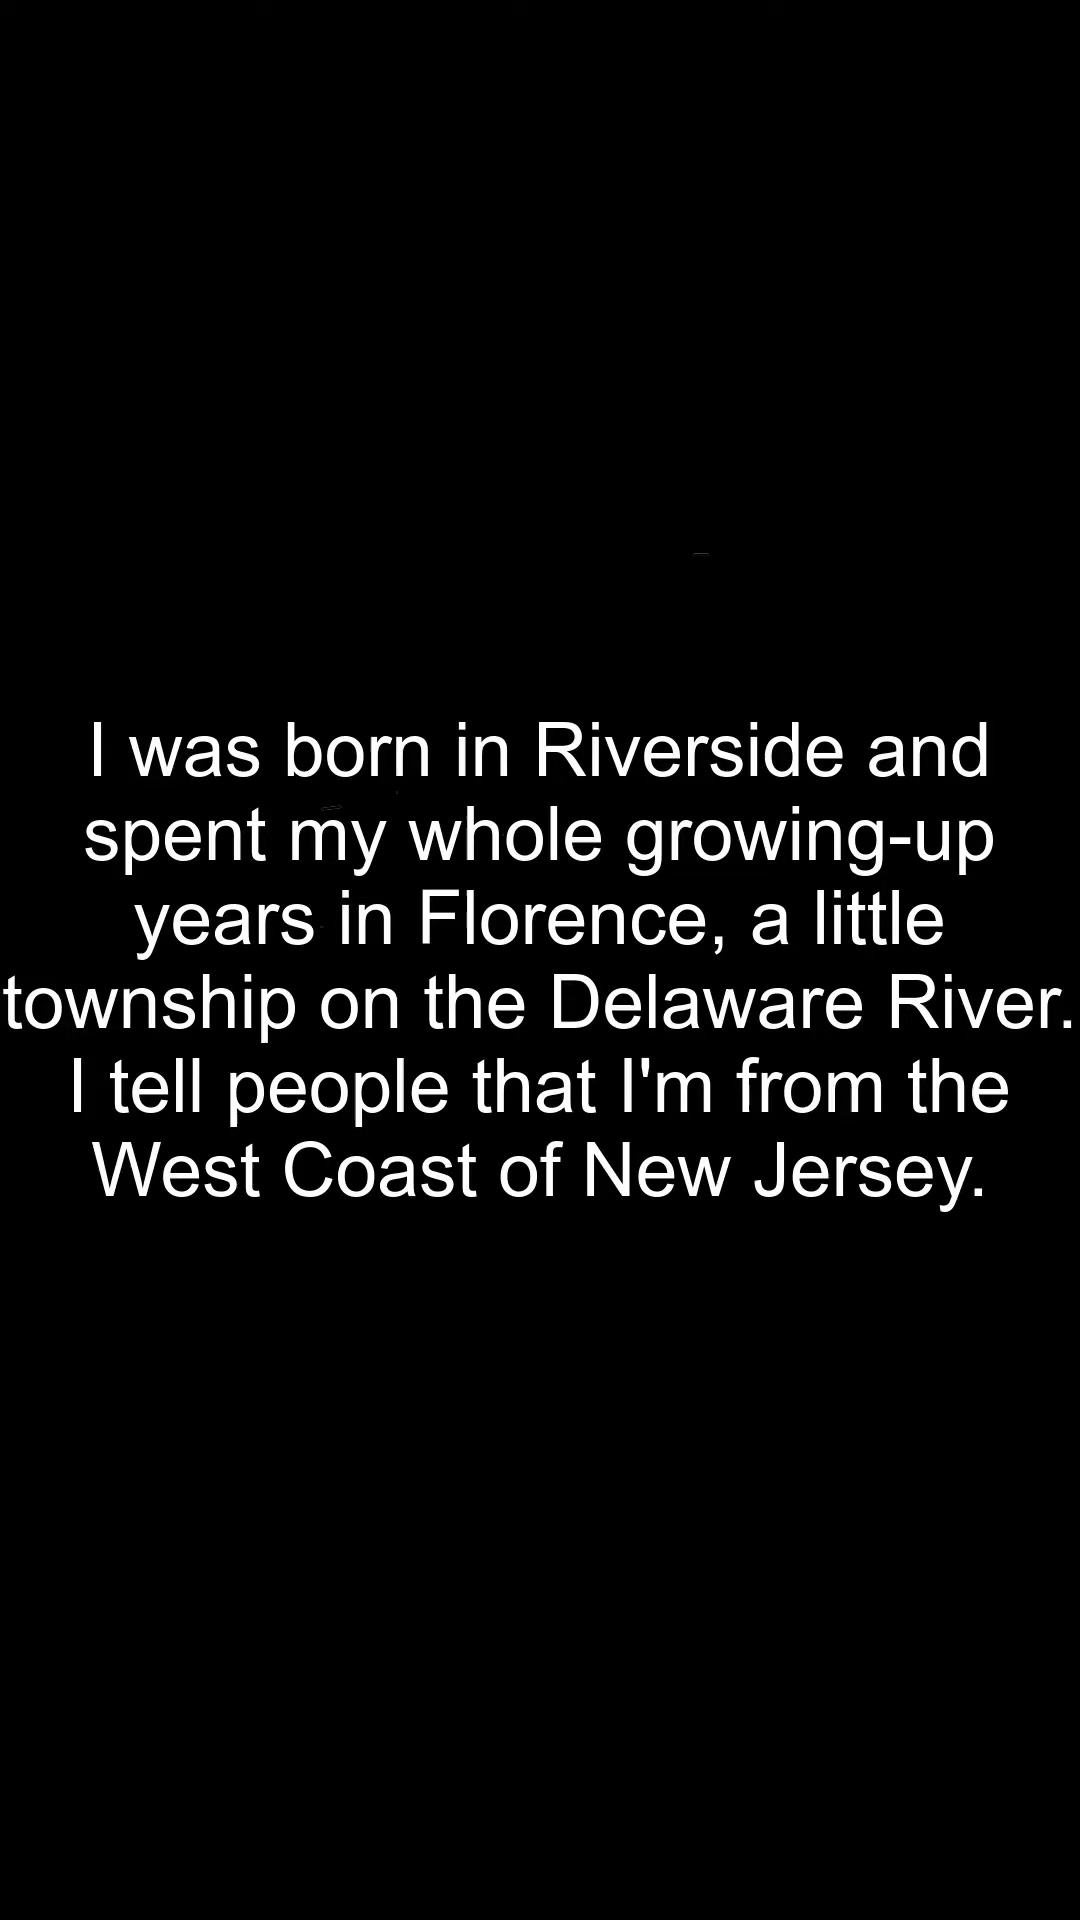 I was born in Riverside and
spent my whole growing-up
years in Florence, a little
township on the Delaware River.
I tell people that I'm from the
West Coast of New Jersey.